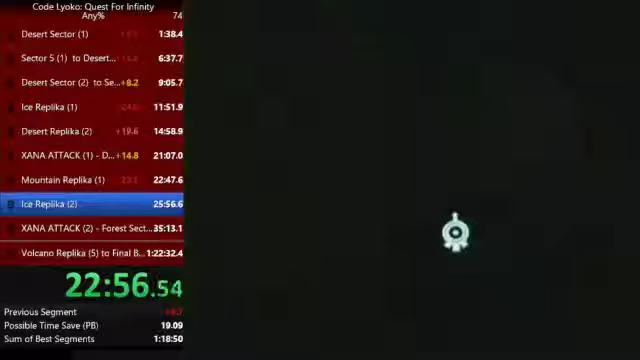 Code Lyoko: Quest For Infinity
Any% 74
Desert Sector (1) 1:38.4
Sector 5 (1) to Desert... 6:37.7
Desert Sector (2) to Se... +8.2 9:05.7
Ice Replika (1) 11:51.9
Desert Replika (2) +19.6 14:58.9
XANA ATTACK (1) - D... +14.8 21:07.0
Mountain Replika (1) 22:47.6
Ice Replika (2) 25:56.6
XANA ATTACK (2) - Forest Sect... 35:13.1
Volcano Replika (5) to Final B... 1:22:32.4
22:56.54
Previous Segment
Possible Time Save (PB) 19.09
Sum of Best Segments 1:18:50